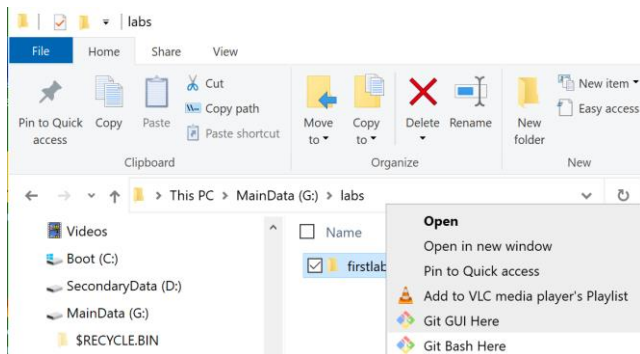 labs
File Home Share View
Pin to Quick access
Copy
Paste
Cut
Copy path
Paste shortcut
Clipboard
Move to
Copy to
Delete
Rename
Organize
New folder
New item
Easy access
New
This PC > MainData (G:) > labs
Videos
Boot (C:)
SecondaryData (D:)
MainData (G:)
$RECYCLE.BIN
Name
firstlab
Open
Open in new window
Pin to Quick access
Add to VLC media player's Playlist
Git GUI Here
Git Bash Here